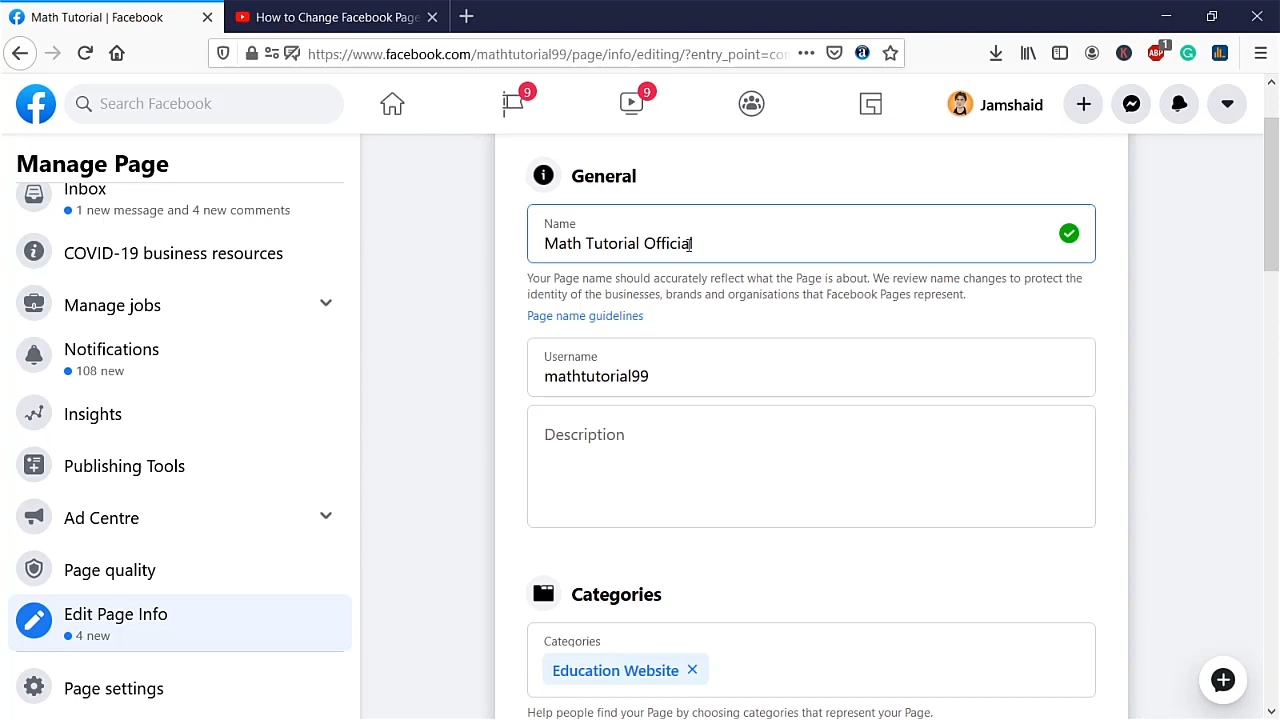 Math Tutorial | Facebook
How to Change Facebook Page
https://www.facebook.com/mathtutorial99/page/info/editing/?entry_point=con
1
Search Facebook
9
9
Jamshaid
Manage Page
Inbox
1 new message and 4 new comments
COVID-19 business resources
Manage jobs
Notifications
108 new
Insights
Publishing Tools
Ad Centre
Page quality
Edit Page Info
4 new
Page settings
General
Name
Math Tutorial Official
Your Page name should accurately reflect what the Page is about. We review name changes to protect the
identity of the businesses, brands and organisations that Facebook Pages represent.
Page name guidelines
Username
mathtutorial99
Description
Categories
Categories
Education Website
Help people find your Page by choosing categories that represent your Page.